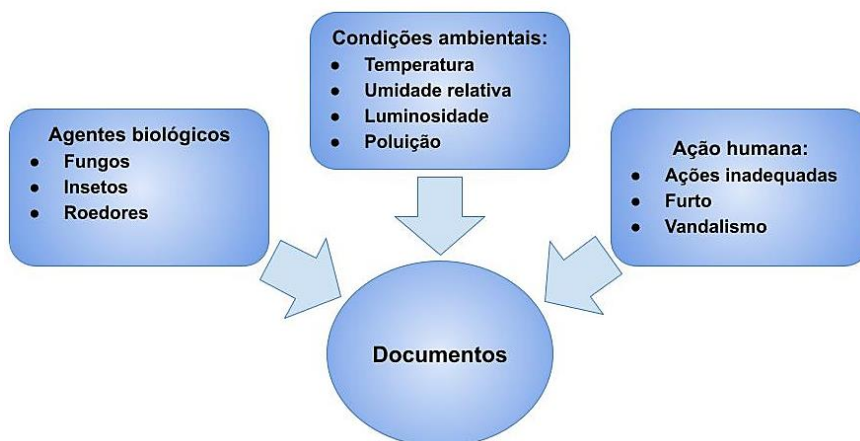 Agentes biológicos
● Fungos
● Insetos
● Roedores
Condições ambientais:
● Temperatura
● Umidade relativa
● Luminosidade
● Poluição
Ação humana:
● Ações inadequadas
● Furto
● Vandalismo
Documentos